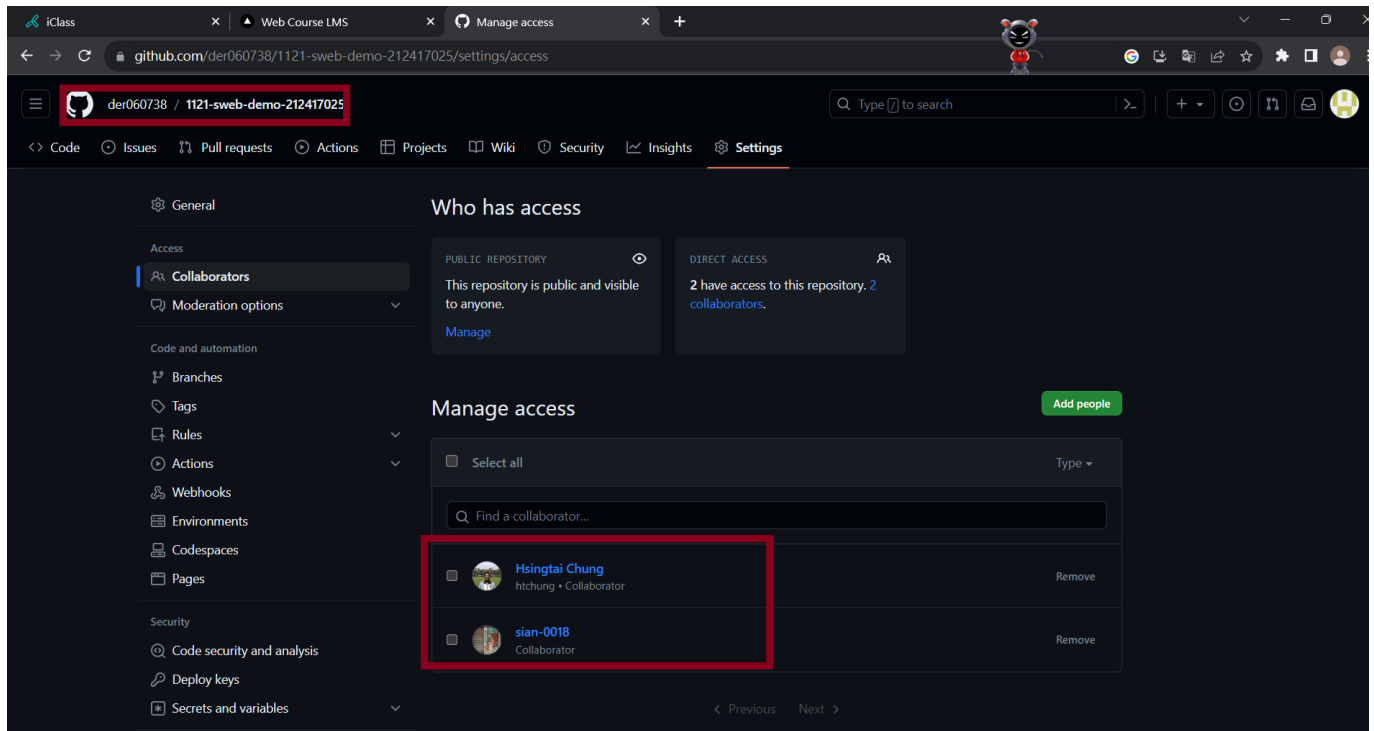 iClass
Web Course LMS
Manage access
github.com/der060738/1121-sweb-demo-212417025/settings/access
der060738 / 1121-sweb-demo-212417025
Type / to search
Code Issues Pull requests Actions Projects Wiki Security Insights Settings
General
Access
Collaborators
Moderation options
Code and automation
Branches
Tags
Rules
Actions
Webhooks
Environments
Codespaces
Pages
Security
Code security and analysis
Deploy keys
Secrets and variables
Who has access
PUBLIC REPOSITORY
This repository is public and visible
to anyone.
Manage
DIRECT ACCESS
2 have access to this repository. 2
collaborators.
Manage access
Add people
Select all
Type
Find a collaborator...
Hsingtai Chung
htchung • Collaborator
Remove
sian-0018
Collaborator
Remove
Previous Next